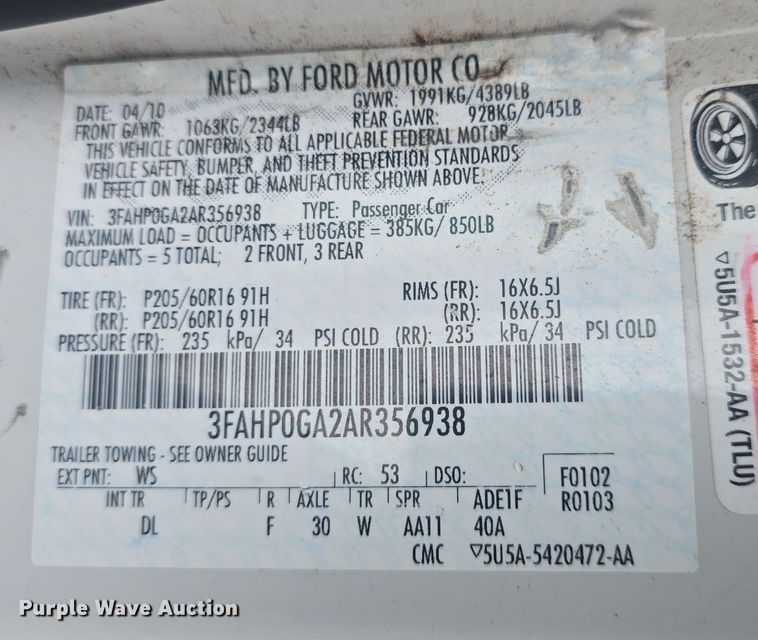 MFD. BY FORD MOTOR CO
DATE: 04/10 GVWR: 1991KG/4389LB
FRONT GAWR: 1063KG/2344LB REAR GAWR: 928KG/2045LB
THIS VEHICLE CONFORMS TO ALL APPLICABLE FEDERAL MOTOR
VEHICLE SAFETY, BUMPER, AND THEFT PREVENTION STANDARDS
IN EFFECT ON THE DATE OF MANUFACTURE SHOWN ABOVE.
VIN: 3FAHP0GA2AR356938 TYPE: Passenger Car
MAXIMUM LOAD = OCCUPANTS + LUGGAGE = 385KG/ 850LB
OCCUPANTS = 5 TOTAL; 2 FRONT, 3 REAR
TIRE (FR): P205/60R16 91H RIMS (FR): 16X6.5J
(RR): P205/60R16 91H (RR): 16X6.5J
PRESSURE (FR): 235 kPa/ 34 PSI COLD (RR): 235 kPa/ 34 PSI COLD
3FAHP0GA2AR356938
TRAILER TOWING - SEE OWNER GUIDE
EXT PNT: WS RC: 53 DSO: F0102
INT TR TP/PS R AXLE TR SPR ADE1F R0103
DL F 30 W AA11 40A
CMC ▽5U5A-5420472-AA
The
▽5U5A-1532-AA (TLU)
Purple Wave Auction